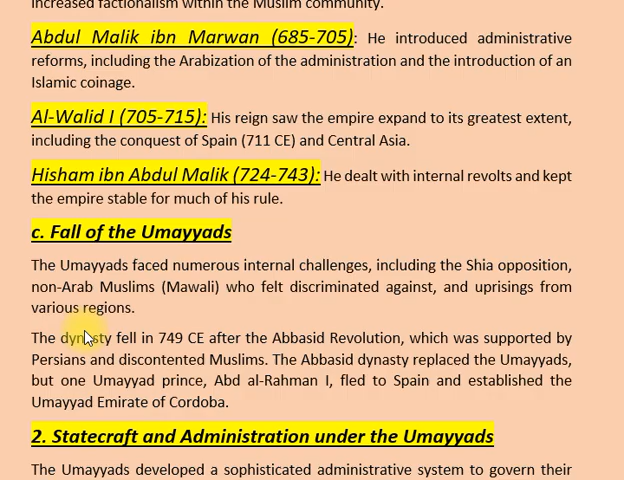 increased factionalism within the Muslim community.
Abdul Malik ibn Marwan (685-705): He introduced administrative
reforms, including the Arabization of the administration and the introduction of an
Islamic coinage.
Al-Walid I (705-715): His reign saw the empire expand to its greatest extent,
including the conquest of Spain (711 CE) and Central Asia.
Hisham ibn Abdul Malik (724-743): He dealt with internal revolts and kept
the empire stable for much of his rule.
c. Fall of the Umayyads
The Umayyads faced numerous internal challenges, including the Shia opposition,
non-Arab Muslims (Mawali) who felt discriminated against, and uprisings from
various regions.
The dynasty fell in 749 CE after the Abbasid Revolution, which was supported by
Persians and discontented Muslims. The Abbasid dynasty replaced the Umayyads,
but one Umayyad prince, Abd al-Rahman I, fled to Spain and established the
Umayyad Emirate of Cordoba.
2. Statecraft and Administration under the Umayyads
The Umayyads developed a sophisticated administrative system to govern their